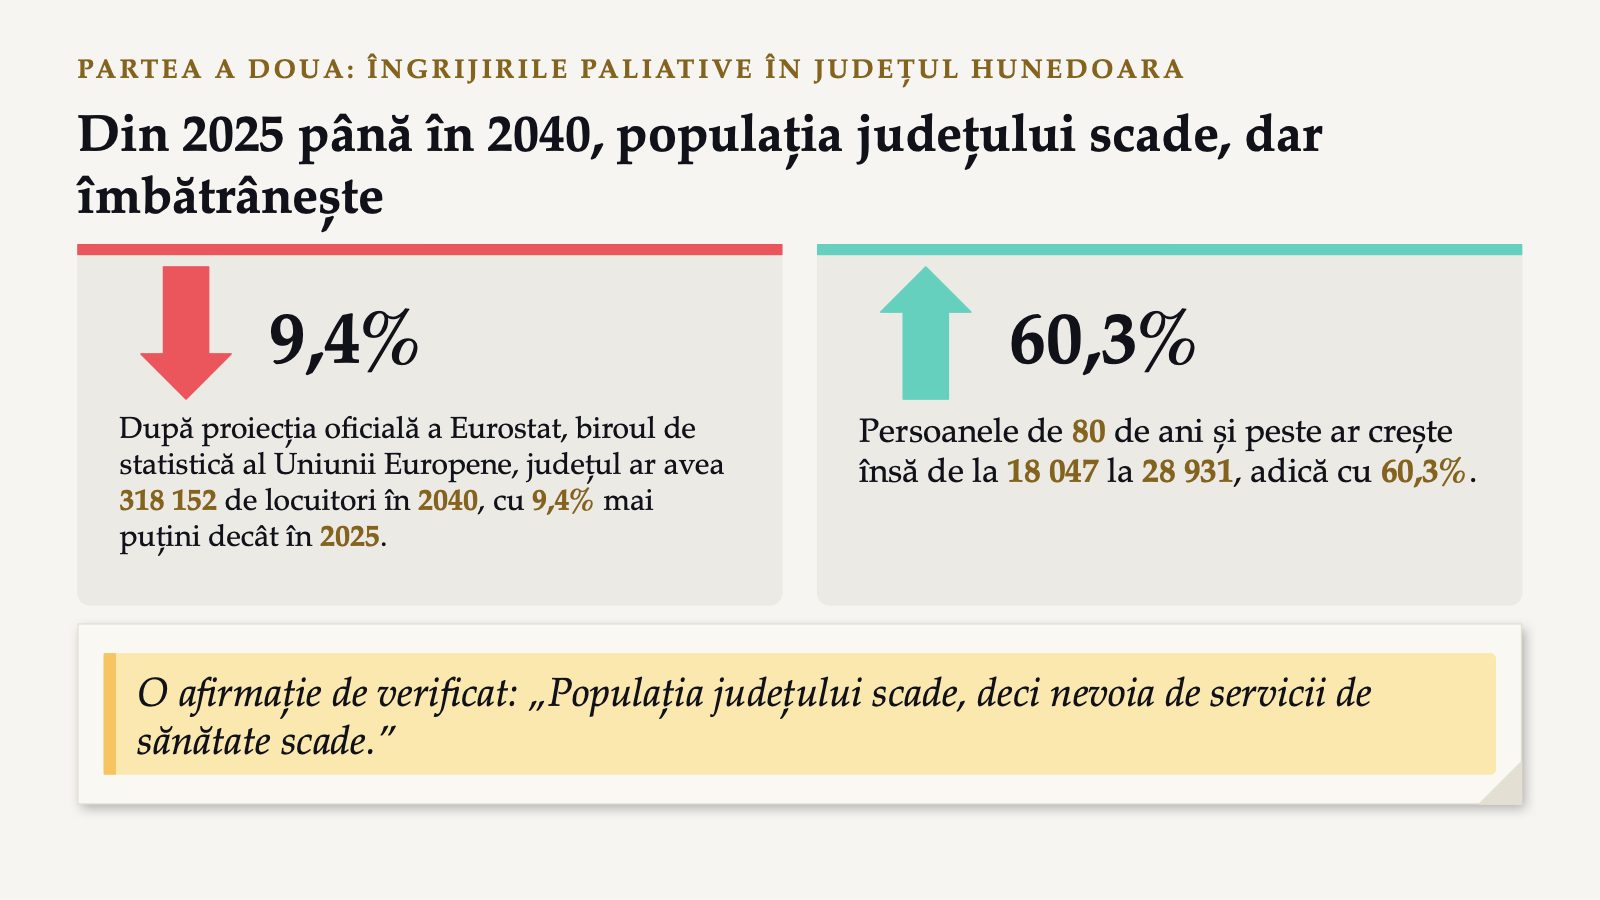 PARTEA A DOUA: ÎNGRIJIRILE PALIATIVE ÎN JUDEȚUL HUNEDOARA
Din 2025 până în 2040, populația județului scade, dar
îmbătrânește
9,4%
După proiecția oficială a Eurostat, biroul de
statistică al Uniunii Europene, județul ar avea
318 152 de locuitori în 2040, cu 9,4% mai
puțini decât în 2025.
60,3%
Persoanele de 80 de ani și peste ar crește
însă de la 18 047 la 28 931, adică cu 60,3%.
O afirmație de verificat: „Populația județului scade, deci nevoia de servicii de
sănătate scade.”